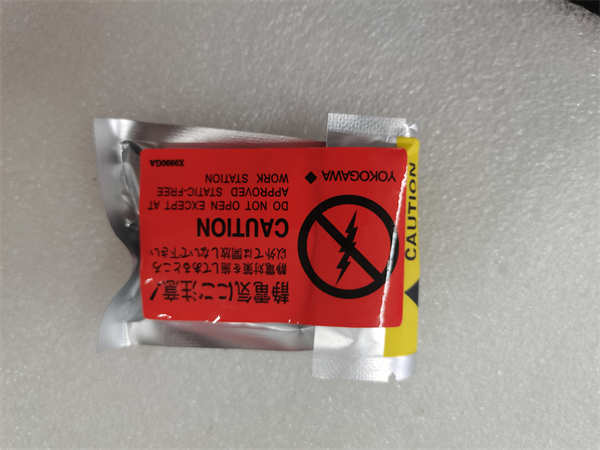 静電気にご注意！
静電対策を施してあるところ
以外では開放しないで下さい
CAUTION
DO NOT OPEN EXCEPT AT
APPROVED STATIC-FREE
WORK STATION
YOKOGAWA
CAUTION